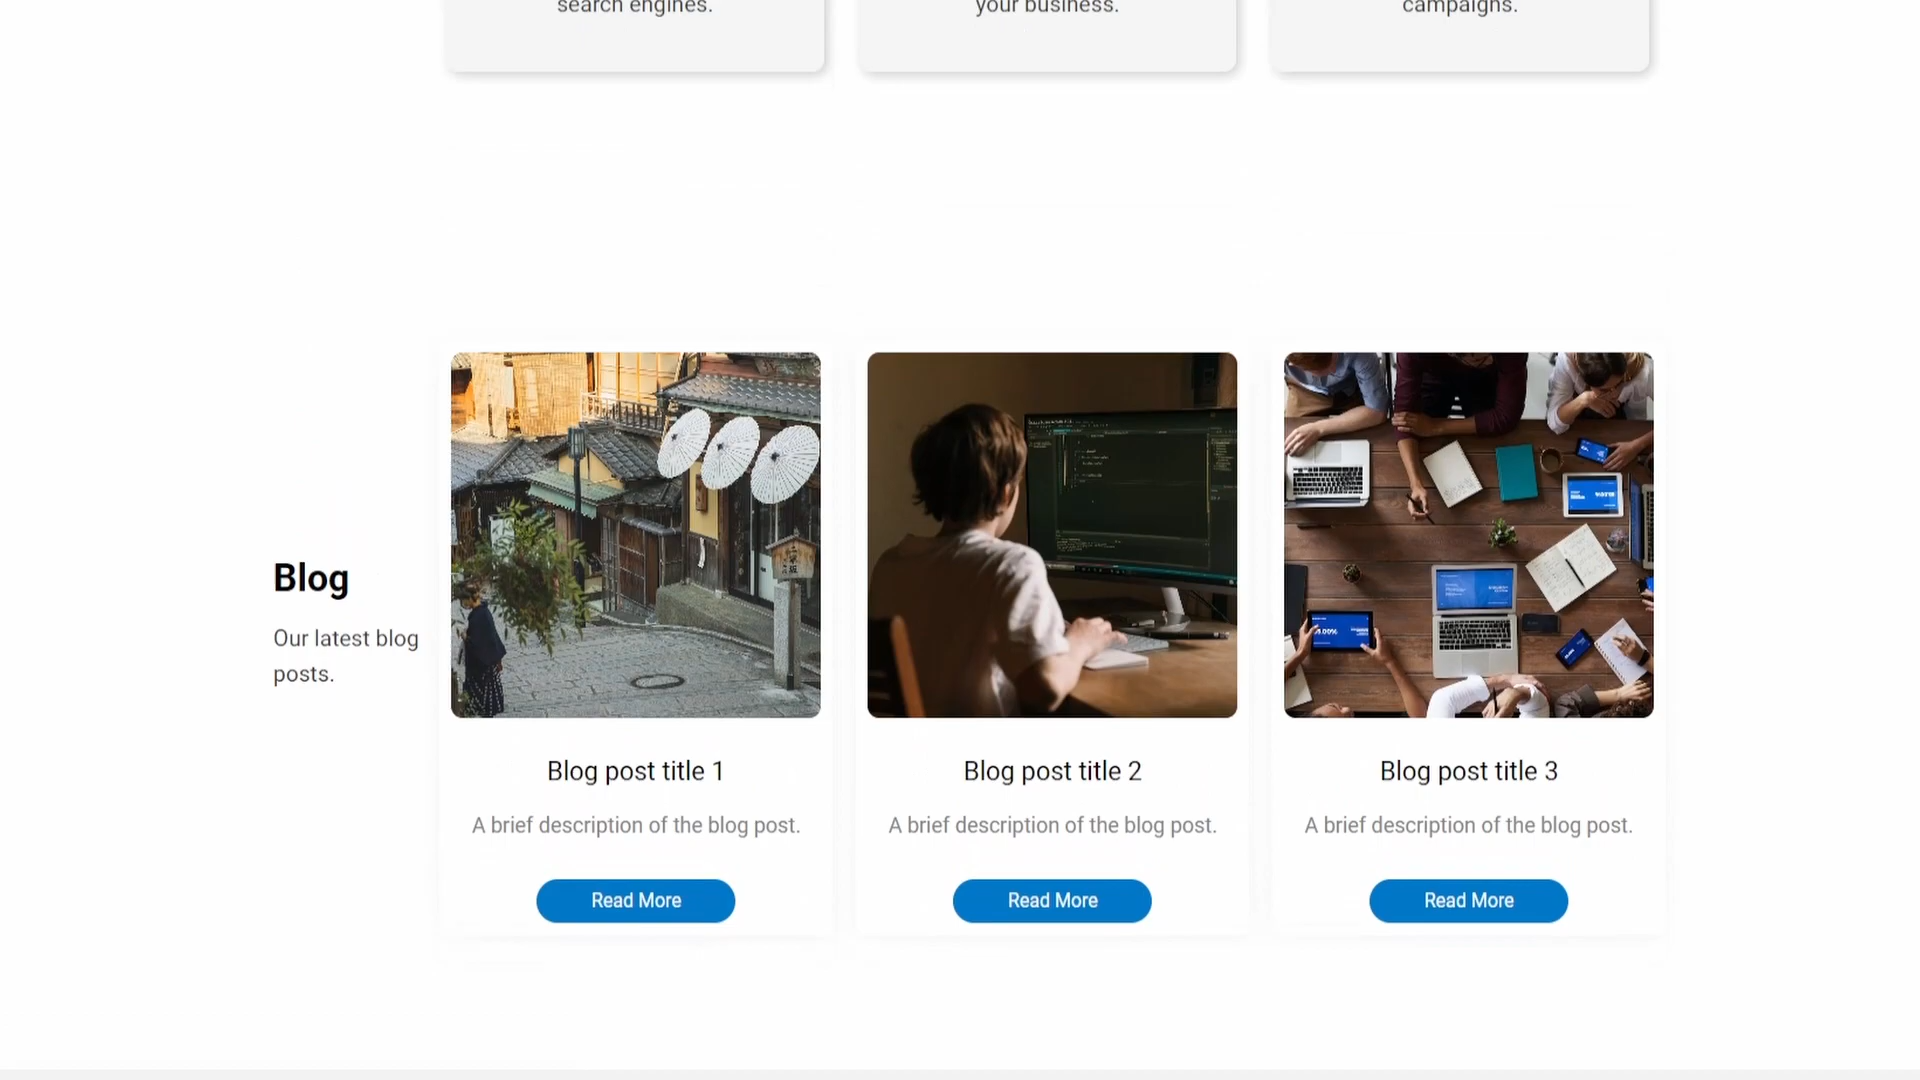 search engines.
your business.
campaigns.
Blog
Our latest blog
posts.
Blog post title 1
Blog post title 2
Blog post title 3
A brief description of the blog post.
A brief description of the blog post.
A brief description of the blog post.
Read More
Read More
Read More